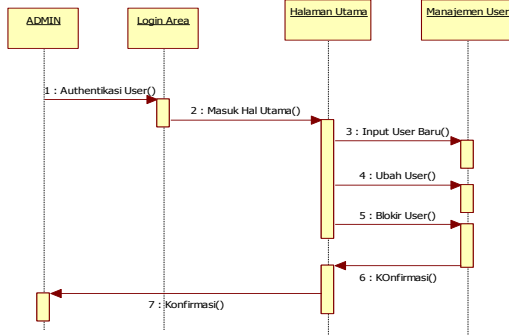 ADMIN
Login Area
Halaman Utama
Manajemen User
1 : Authentikasi User()
2 : Masuk Hal Utama()
3 : Input User Baru()
4 : Ubah User()
5 : Blokir User()
6 : KOnfirmasi()
7 : Konfirmasi()